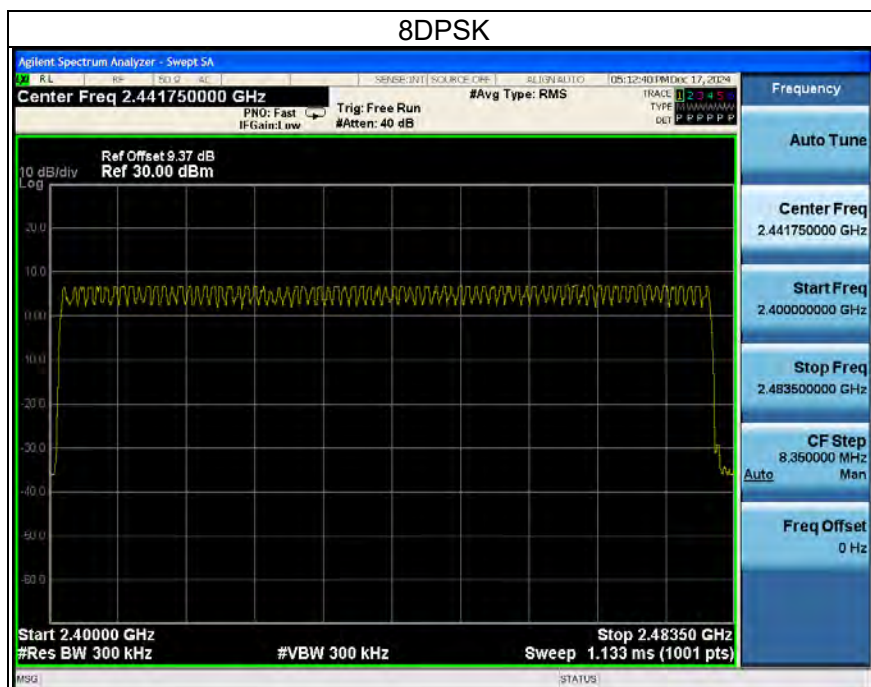 8DPSK
Agilent Spectrum Analyzer - Swept SA
RL RF 50 Ω AC SENSE:INT SOURCE OFF ALIGN AUTO 05:12:40 PM Dec 17, 2024
Center Freq 2.441750000 GHz #Avg Type: RMS TRACE 1 2 3 4 5 6
PNO: Fast Trig: Free Run TYPE MWWWWW
IFGain:Low #Atten: 40 dB DET P P P P P P
Ref Offset 9.37 dB
10 dB/div Ref 30.00 dBm
Log
20.0
10.0
0.00
-10.0
-20.0
-30.0
-40.0
-50.0
-60.0
Start 2.40000 GHz Stop 2.48350 GHz
#Res BW 300 kHz #VBW 300 kHz Sweep 1.133 ms (1001 pts)
MSG STATUS
Frequency
Auto Tune
Center Freq
2.441750000 GHz
Start Freq
2.400000000 GHz
Stop Freq
2.483500000 GHz
CF Step
8.350000 MHz
Auto Man
Freq Offset
0 Hz